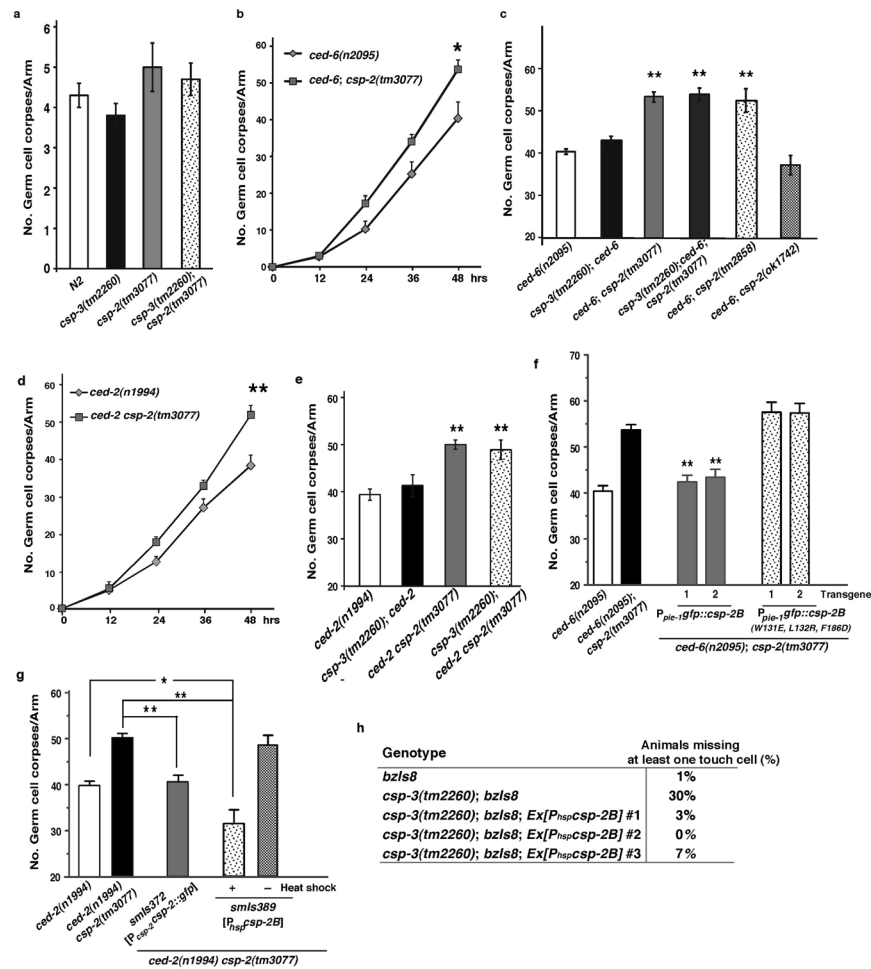 a
No. Germ cell corpses/Arm
6
5
4
3
2
1
0
N2
csp-3(tm2260)
csp-2(tm3077)
csp-3(tm2260);
csp-2(tm3077)
b
No. Germ cell corpses/Arm
60
50
40
30
20
10
0
ced-6(n2095)
ced-6; csp-2(tm3077)
*
0 12 24 36 48 hrs
c
No. Germ cell corpses/Arm
60
50
40
30
20
** ** **
ced-6(n2095)
csp-3(tm2260); ced-6
ced-6; csp-2(tm3077)
csp-3(tm2260);ced-6;
csp-2(tm3077)
ced-6; csp-2(tm2858)
ced-6; csp-2(ok1742)
d
No. Germ cell corpses/Arm
60
50
40
30
20
10
0
ced-2(n1994)
ced-2 csp-2(tm3077)
**
0 12 24 36 48 hrs
e
No. Germ cell corpses/Arm
60
50
40
30
20
** **
ced-2(n1994)
csp-3(tm2260); ced-2
ced-2 csp-2(tm3077)
csp-3(tm2260);
ced-2 csp-2(tm3077)
f
No. Germ cell corpses/Arm
70
60
50
40
30
20
** **
ced-6(n2095)
ced-6(n2095);
csp-2(tm3077)
1 2 1 2 Transgene
Ppie-1gfp::csp-2B Ppie-1gfp::csp-2B
(W131E, L132R, F186D)
ced-6(n2095); csp-2(tm3077)
g
No. Germ cell corpses/Arm
60
50
40
30
20
*
**
**
ced-2(n1994)
ced-2(n1994)
csp-2(tm3077)
smIs372
[Pcsp-2csp-2::gfp]
+ – Heat shock
smIs389
[Phspcsp-2B]
ced-2(n1994) csp-2(tm3077)
h
Genotype Animals missing
at least one touch cell (%)
bzIs8 1%
csp-3(tm2260); bzIs8 30%
csp-3(tm2260); bzIs8; Ex[Phspcsp-2B] #1 3%
csp-3(tm2260); bzIs8; Ex[Phspcsp-2B] #2 0%
csp-3(tm2260); bzIs8; Ex[Phspcsp-2B] #3 7%